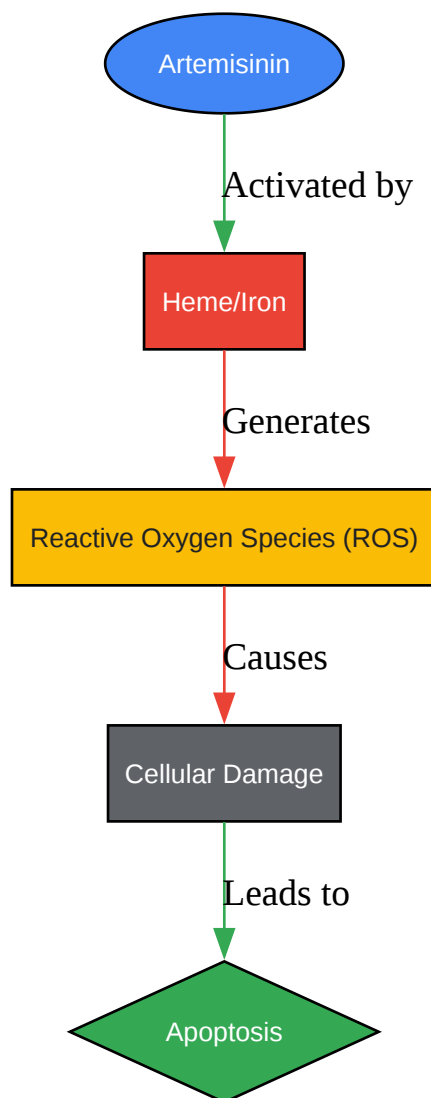 Artemisinin
Activated by
Heme/Iron
Generates
Reactive Oxygen Species (ROS)
Causes
Cellular Damage
Leads to
Apoptosis